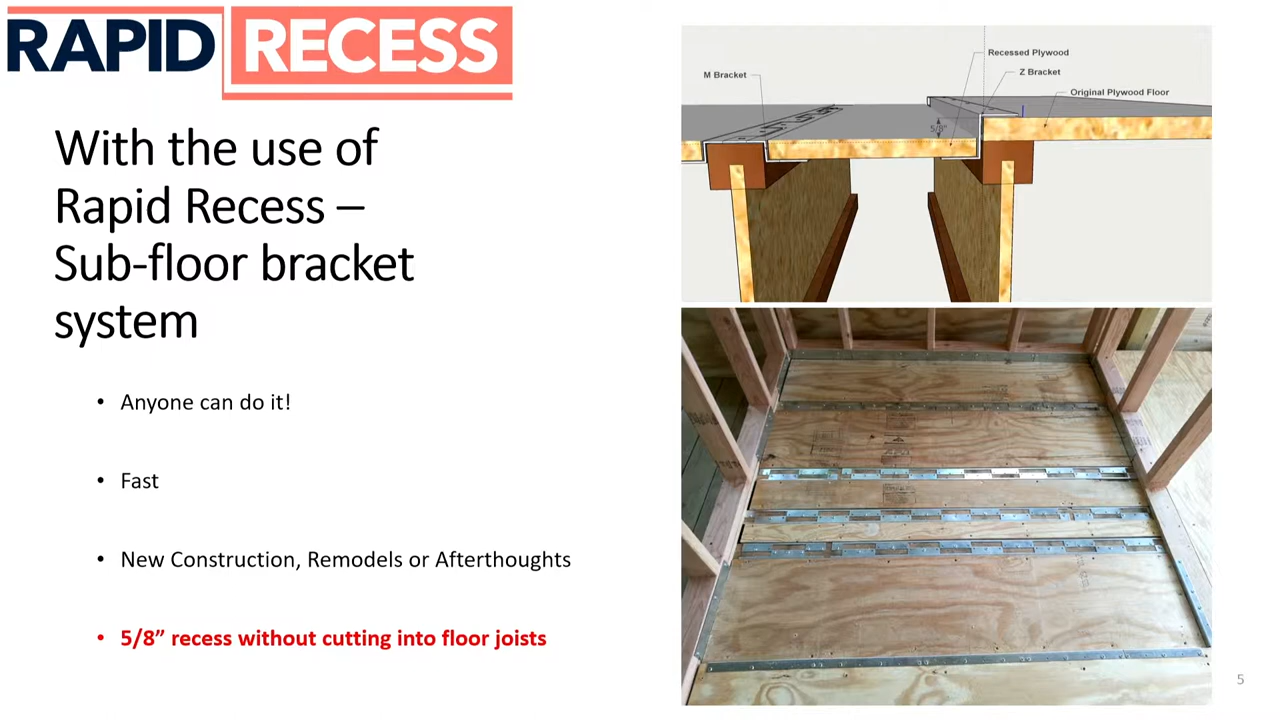 RAPID RECESS
With the use of
Rapid Recess –
Sub-floor bracket
system
• Anyone can do it!
• Fast
• New Construction, Remodels or Afterthoughts
• 5/8” recess without cutting into floor joists
Recessed Plywood
M Bracket
Z Bracket
Original Plywood Floor
5/8"
5